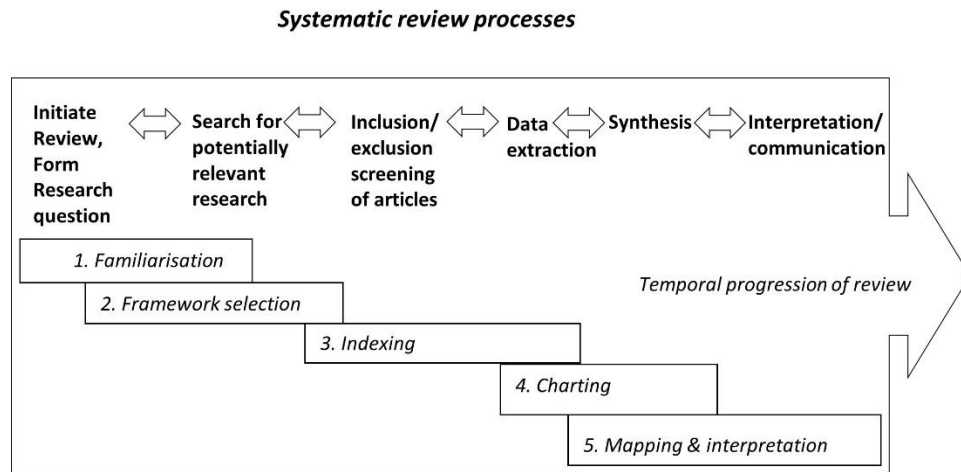 Systematic review processes
Initiate
Review,
Form
Research
question
Search for
potentially
relevant
research
Inclusion/
exclusion
screening
of articles
Data
extraction
Synthesis
Interpretation/
communication
1. Familiarisation
2. Framework selection
3. Indexing
4. Charting
5. Mapping & interpretation
Temporal progression of review